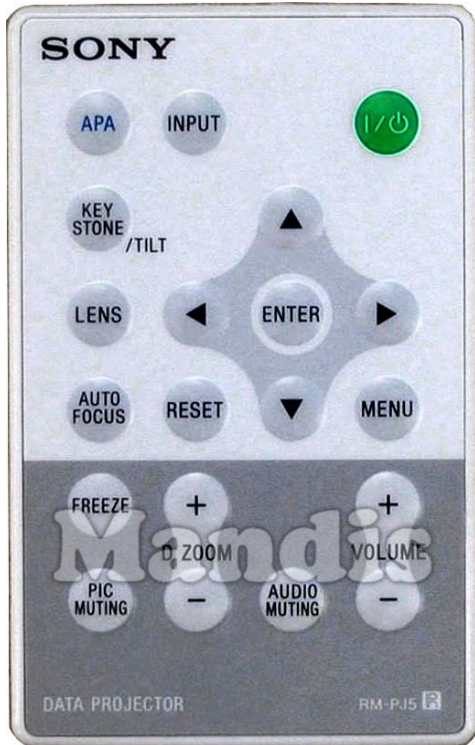 SONY
APA
INPUT
I/⏻
KEY
STONE
/TILT
▲
LENS
◀
ENTER
▶
AUTO
FOCUS
RESET
▼
MENU
FREEZE
+
+
Mandis
D. ZOOM
VOLUME
PIC
MUTING
−
AUDIO
MUTING
−
DATA PROJECTOR
RM-PJ5